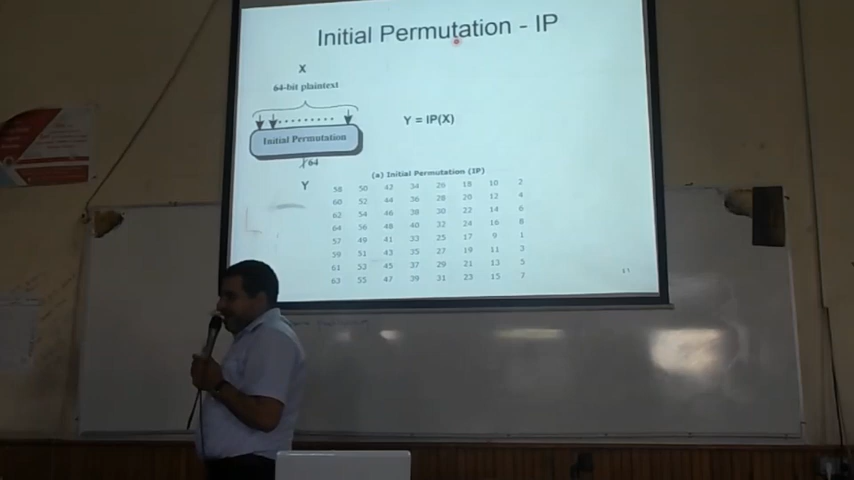 Initial Permutation - IP
X
64-bit plaintext
Y = IP(X)
Initial Permutation
64
(a) Initial Permutation (IP)
Y
58 50 42 34 26 18 10 2
60 52 44 36 28 20 12 4
62 54 46 38 30 22 14 6
64 56 48 40 32 24 16 8
57 49 41 33 25 17 9 1
59 51 43 35 27 19 11 3
61 53 45 37 29 21 13 5
63 55 47 39 31 23 15 7